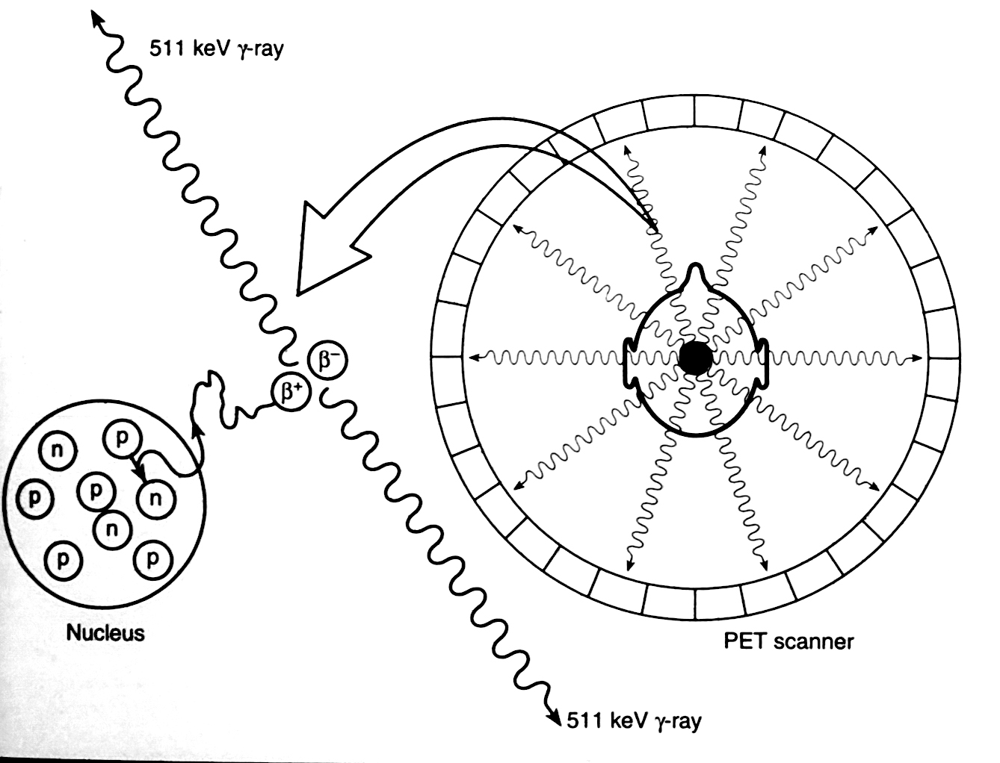 511 keV γ-ray
β⁻
β⁺
n
p
p
p
n
n
p
p
Nucleus
PET scanner
511 keV γ-ray